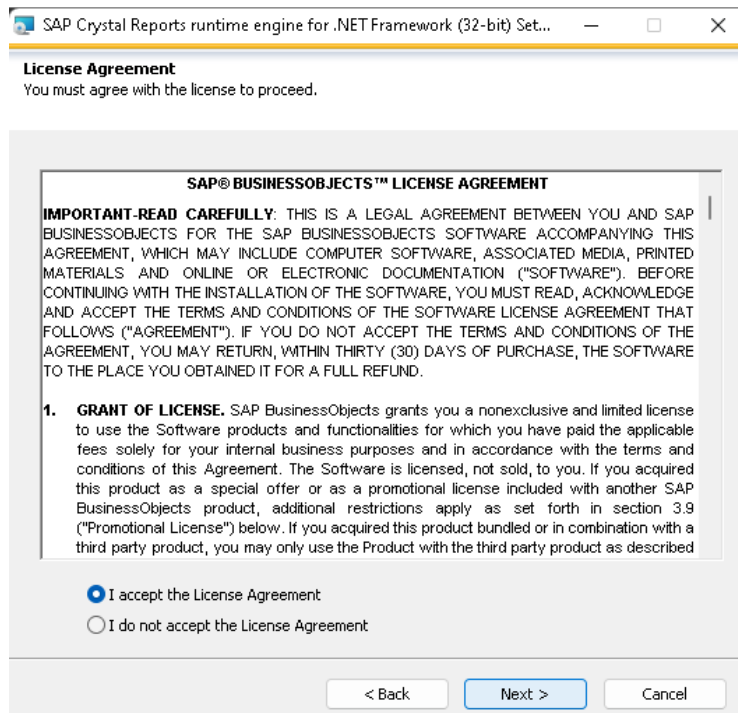 SAP Crystal Reports runtime engine for .NET Framework (32-bit) Set...
License Agreement
You must agree with the license to proceed.
SAP® BUSINESSOBJECTS™ LICENSE AGREEMENT
IMPORTANT-READ CAREFULLY: THIS IS A LEGAL AGREEMENT BETWEEN YOU AND SAP
BUSINESSOBJECTS FOR THE SAP BUSINESSOBJECTS SOFTWARE ACCOMPANYING THIS
AGREEMENT, WHICH MAY INCLUDE COMPUTER SOFTWARE, ASSOCIATED MEDIA, PRINTED
MATERIALS AND ONLINE OR ELECTRONIC DOCUMENTATION ("SOFTWARE"). BEFORE
CONTINUING WITH THE INSTALLATION OF THE SOFTWARE, YOU MUST READ, ACKNOWLEDGE
AND ACCEPT THE TERMS AND CONDITIONS OF THE SOFTWARE LICENSE AGREEMENT THAT
FOLLOWS ("AGREEMENT"). IF YOU DO NOT ACCEPT THE TERMS AND CONDITIONS OF THE
AGREEMENT, YOU MAY RETURN, WITHIN THIRTY (30) DAYS OF PURCHASE, THE SOFTWARE
TO THE PLACE YOU OBTAINED IT FOR A FULL REFUND.
1. GRANT OF LICENSE. SAP BusinessObjects grants you a nonexclusive and limited license
to use the Software products and functionalities for which you have paid the applicable
fees solely for your internal business purposes and in accordance with the terms and
conditions of this Agreement. The Software is licensed, not sold, to you. If you acquired
this product as a special offer or as a promotional license included with another SAP
BusinessObjects product, additional restrictions apply as set forth in section 3.9
("Promotional License") below. If you acquired this product bundled or in combination with a
third party product, you may only use the Product with the third party product as described
I accept the License Agreement
I do not accept the License Agreement
< Back
Next >
Cancel